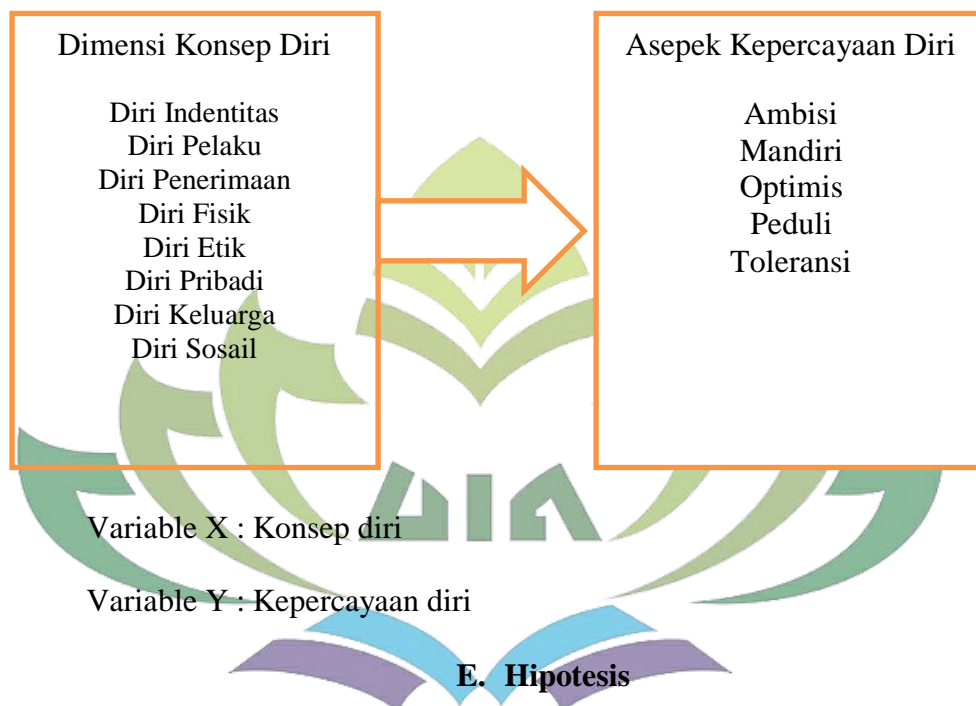 Dimensi Konsep Diri
Diri Indentitas
Diri Pelaku
Diri Penerimaan
Diri Fisik
Diri Etik
Diri Pribadi
Diri Keluarga
Diri Sosail
Asepek Kepercayaan Diri
Ambisi
Mandiri
Optimis
Peduli
Toleransi
Variable X : Konsep diri
Variable Y : Kepercayaan diri
E. Hipotesis